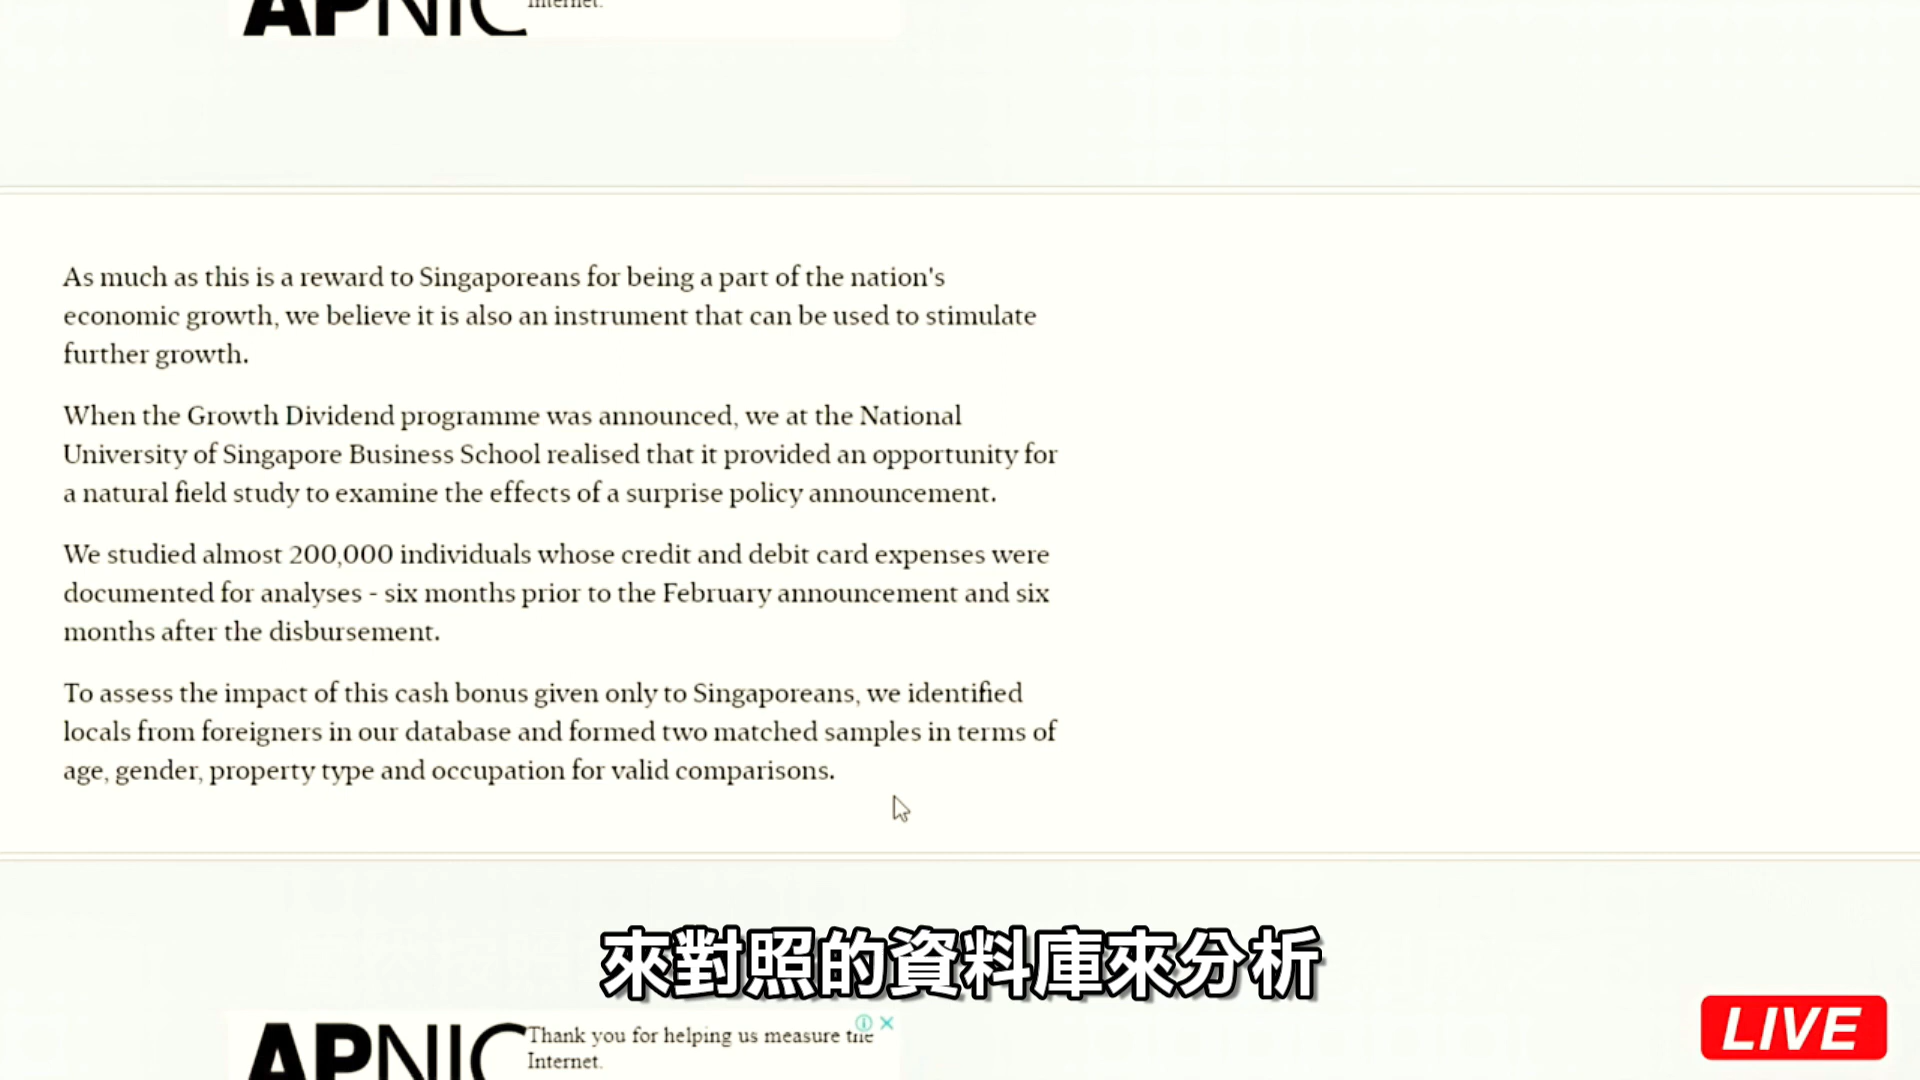 APNIC
Internet.
As much as this is a reward to Singaporeans for being a part of the nation's
economic growth, we believe it is also an instrument that can be used to stimulate
further growth.
When the Growth Dividend programme was announced, we at the National
University of Singapore Business School realised that it provided an opportunity for
a natural field study to examine the effects of a surprise policy announcement.
We studied almost 200,000 individuals whose credit and debit card expenses were
documented for analyses - six months prior to the February announcement and six
months after the disbursement.
To assess the impact of this cash bonus given only to Singaporeans, we identified
locals from foreigners in our database and formed two matched samples in terms of
age, gender, property type and occupation for valid comparisons.
來對照的資料庫來分析
LIVE
APNIC
Thank you for helping us measure the
Internet.